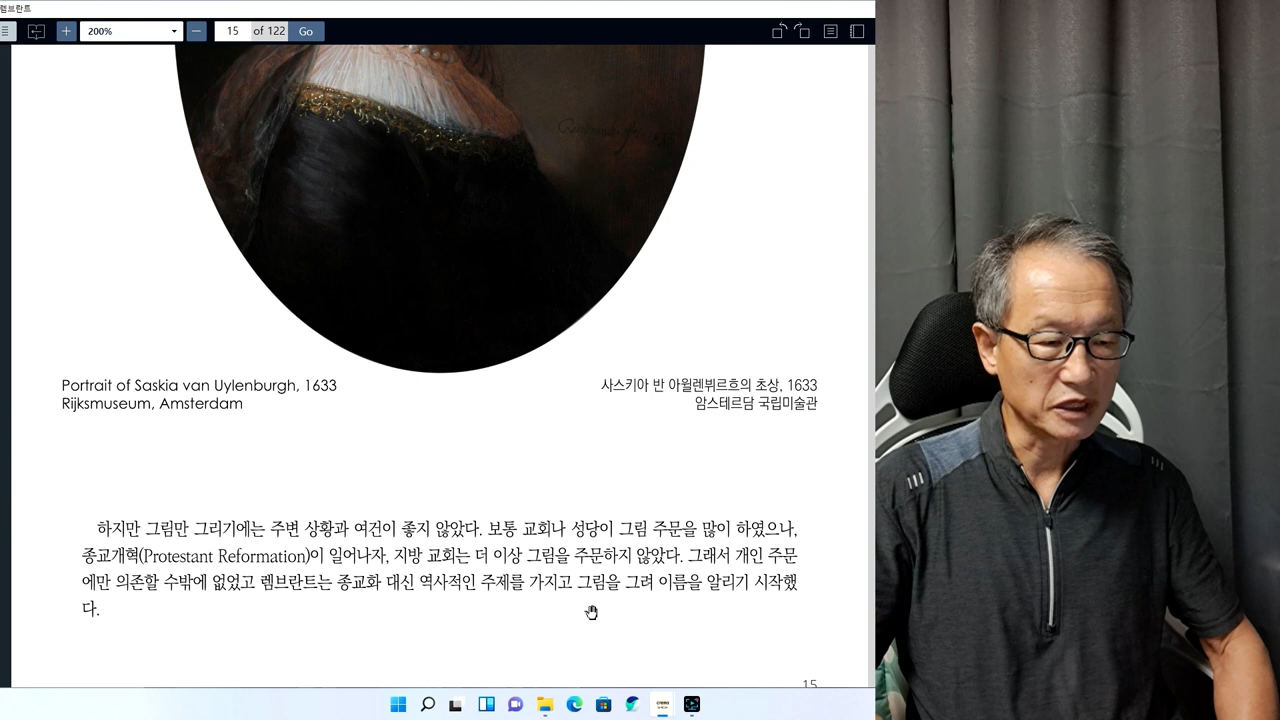 렘브란트
200%
15 of 122 Go
Portrait of Saskia van Uylenburgh, 1633
Rijksmuseum, Amsterdam
사스키아 반 아윌렌뷔르흐의 초상, 1633
암스테르담 국립미술관
하지만 그림만 그리기에는 주변 상황과 여건이 좋지 않았다. 보통 교회나 성당이 그림 주문을 많이 하였으나,
종교개혁(Protestant Reformation)이 일어나자, 지방 교회는 더 이상 그림을 주문하지 않았다. 그래서 개인 주문
에만 의존할 수밖에 없었고 렘브란트는 종교화 대신 역사적인 주제를 가지고 그림을 그려 이름을 알리기 시작했
다.
15